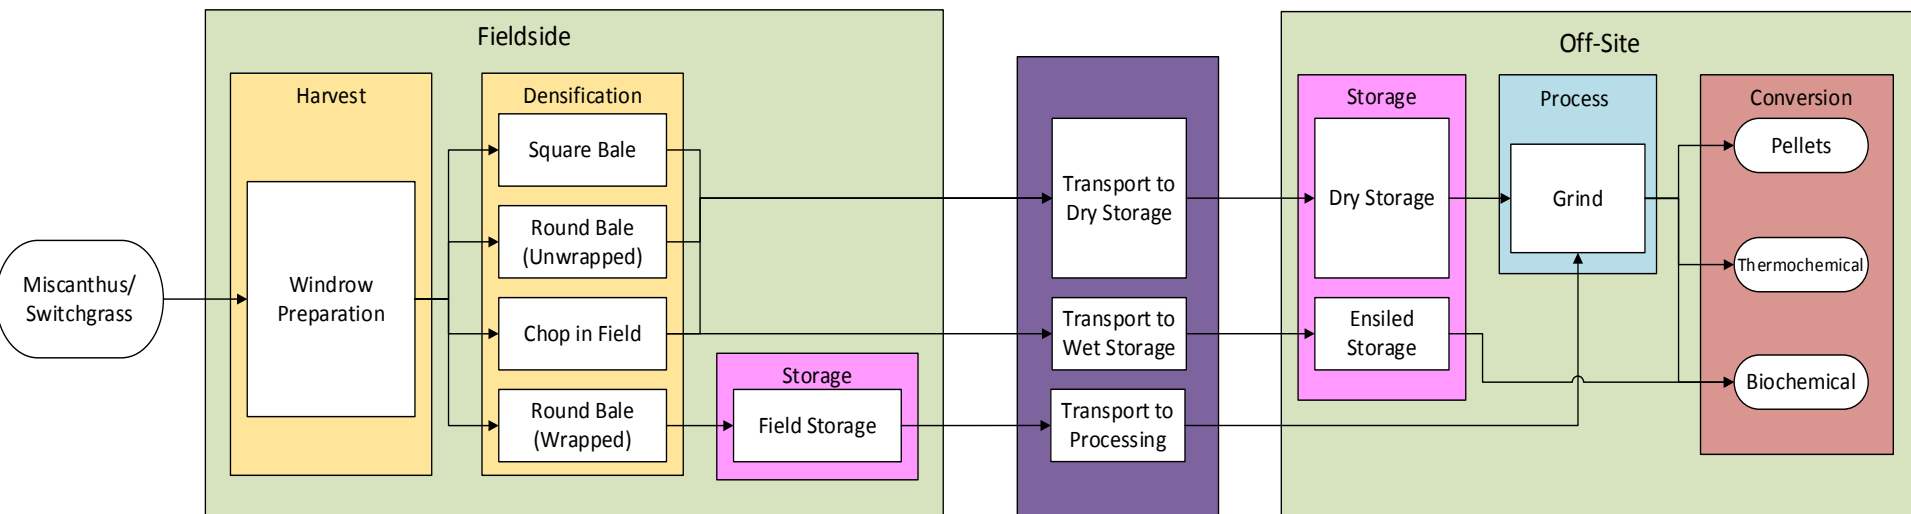 Fieldside
Off-Site
Harvest
Densification
Storage
Process
Conversion
Square Bale
Transport to
Dry Storage
Dry Storage
Grind
Pellets
Round Bale
(Unwrapped)
Thermochemical
Miscanthus/
Switchgrass
Windrow
Preparation
Chop in Field
Transport to
Wet Storage
Ensiled
Storage
Storage
Biochemical
Round Bale
(Wrapped)
Field Storage
Transport to
Processing